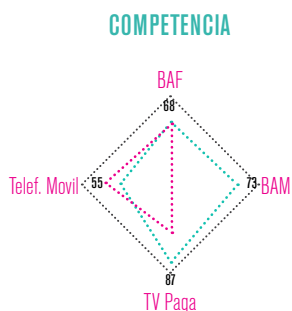 COMPETENCIA
BAF
68
Telef. Movil
55
73
BAM
87
TV Paga